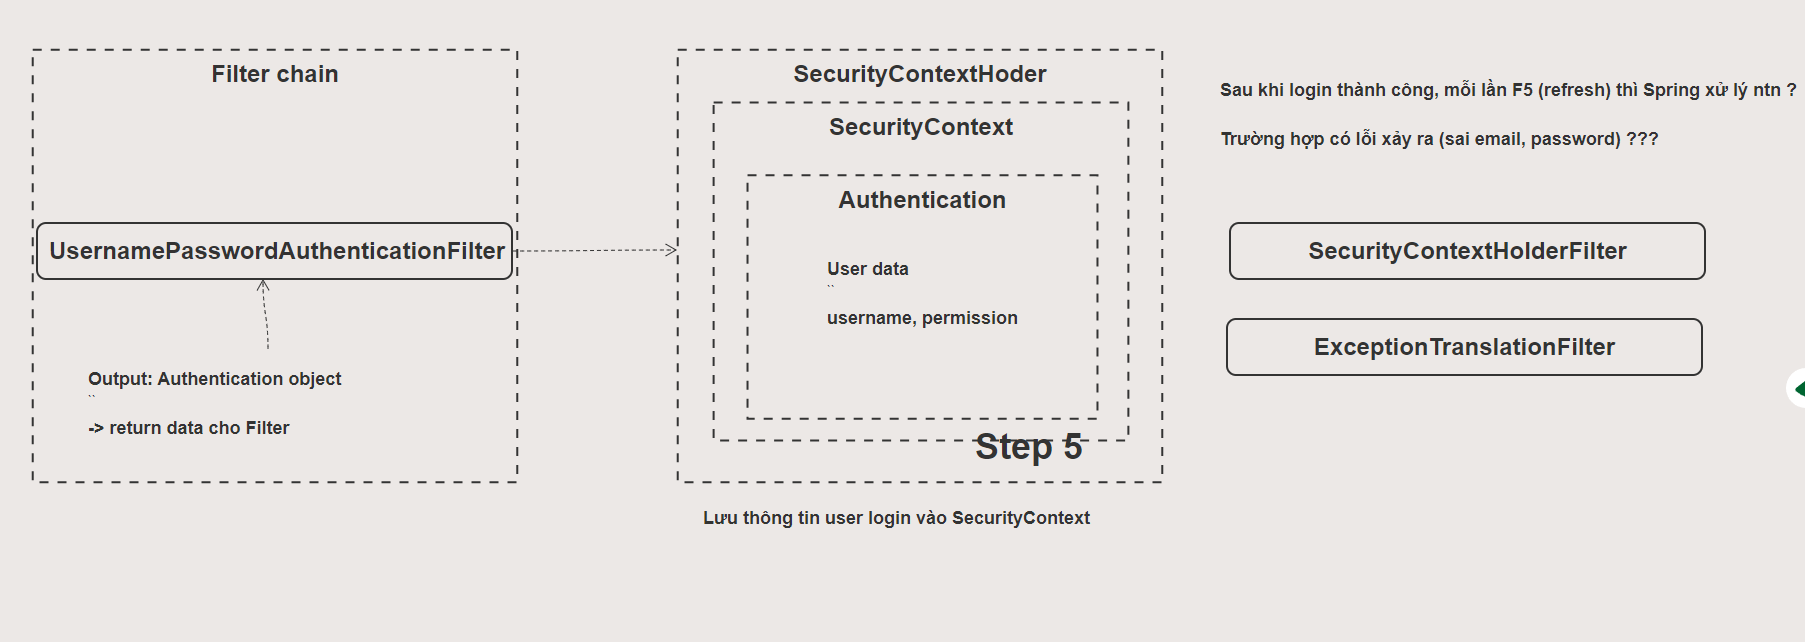 Filter chain
UsernamePasswordAuthenticationFilter
Output: Authentication object
``
-> return data cho Filter
SecurityContextHoder
SecurityContext
Authentication
User data
``
username, permission
Step 5
Lưu thông tin user login vào SecurityContext
Sau khi login thành công, mỗi lần F5 (refresh) thì Spring xử lý ntn ?
Trường hợp có lỗi xảy ra (sai email, password) ???
SecurityContextHolderFilter
ExceptionTranslationFilter